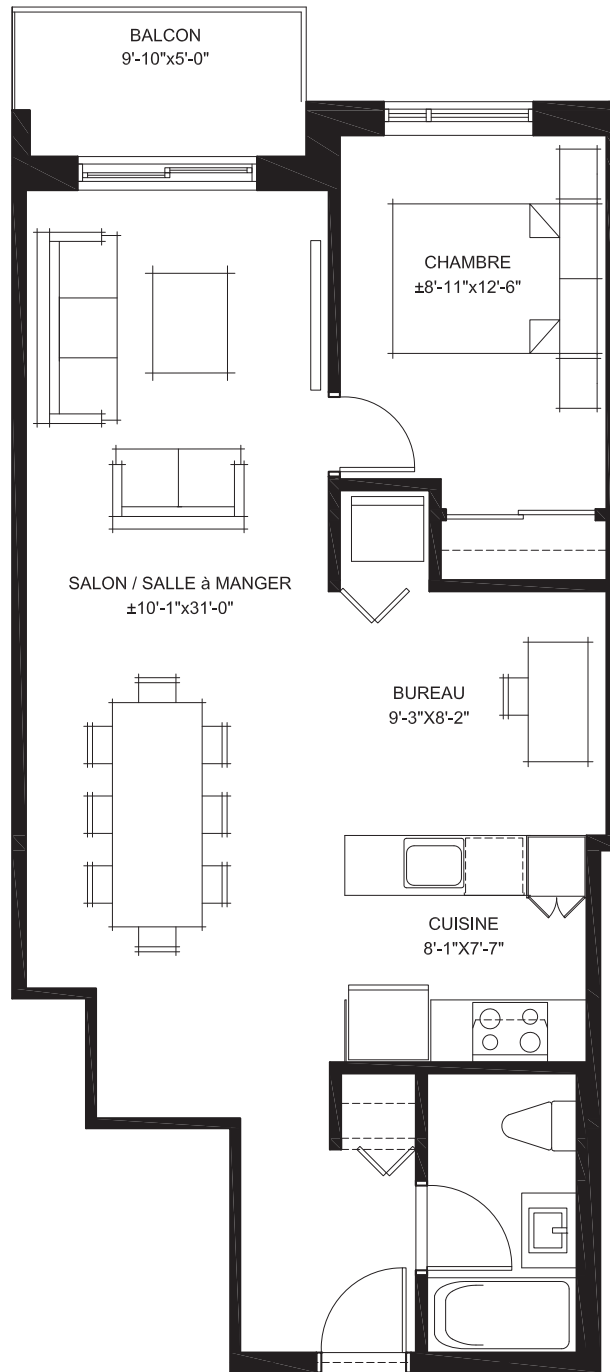 BALCON
9'-10"x5'-0"
CHAMBRE
±8'-11"x12'-6"
SALON / SALLE à MANGER
±10'-1"x31'-0"
BUREAU
9'-3"X8'-2"
CUISINE
8'-1"X7'-7"